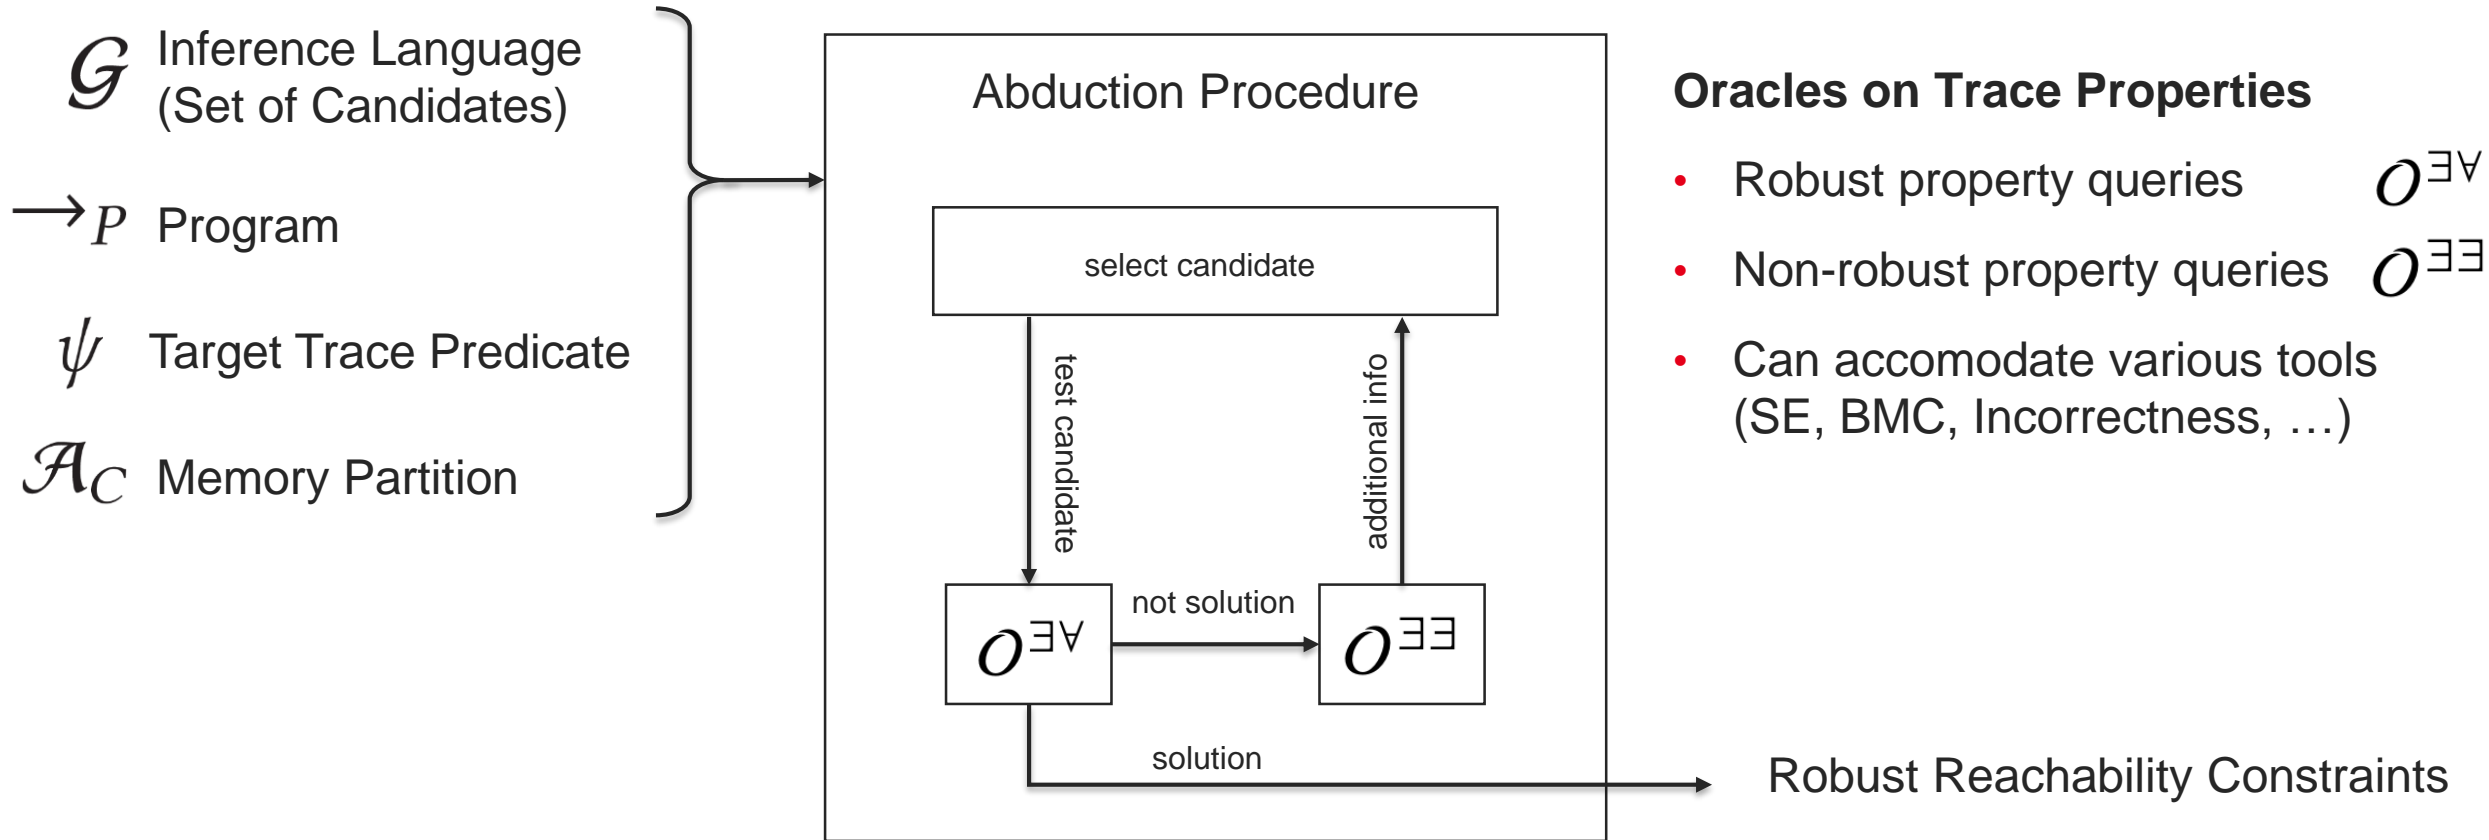 𝒢 Inference Language
(Set of Candidates)
→P Program
ψ Target Trace Predicate
𝒜C Memory Partition
Abduction Procedure
select candidate
test candidate
additional info
𝒪∃∀
not solution
𝒪∃∃
solution
Oracles on Trace Properties
• Robust property queries 𝒪∃∀
• Non-robust property queries 𝒪∃∃
• Can accomodate various tools
(SE, BMC, Incorrectness, …)
Robust Reachability Constraints